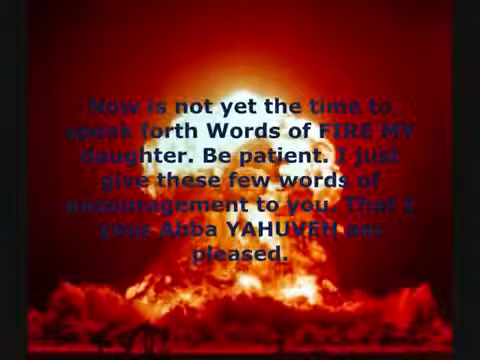 Now is not yet the time to
speak forth Words of FIRE MY
daughter. Be patient. I just
give these few words of
encouragement to you. That I
your Abba YAHUVEH am
pleased.